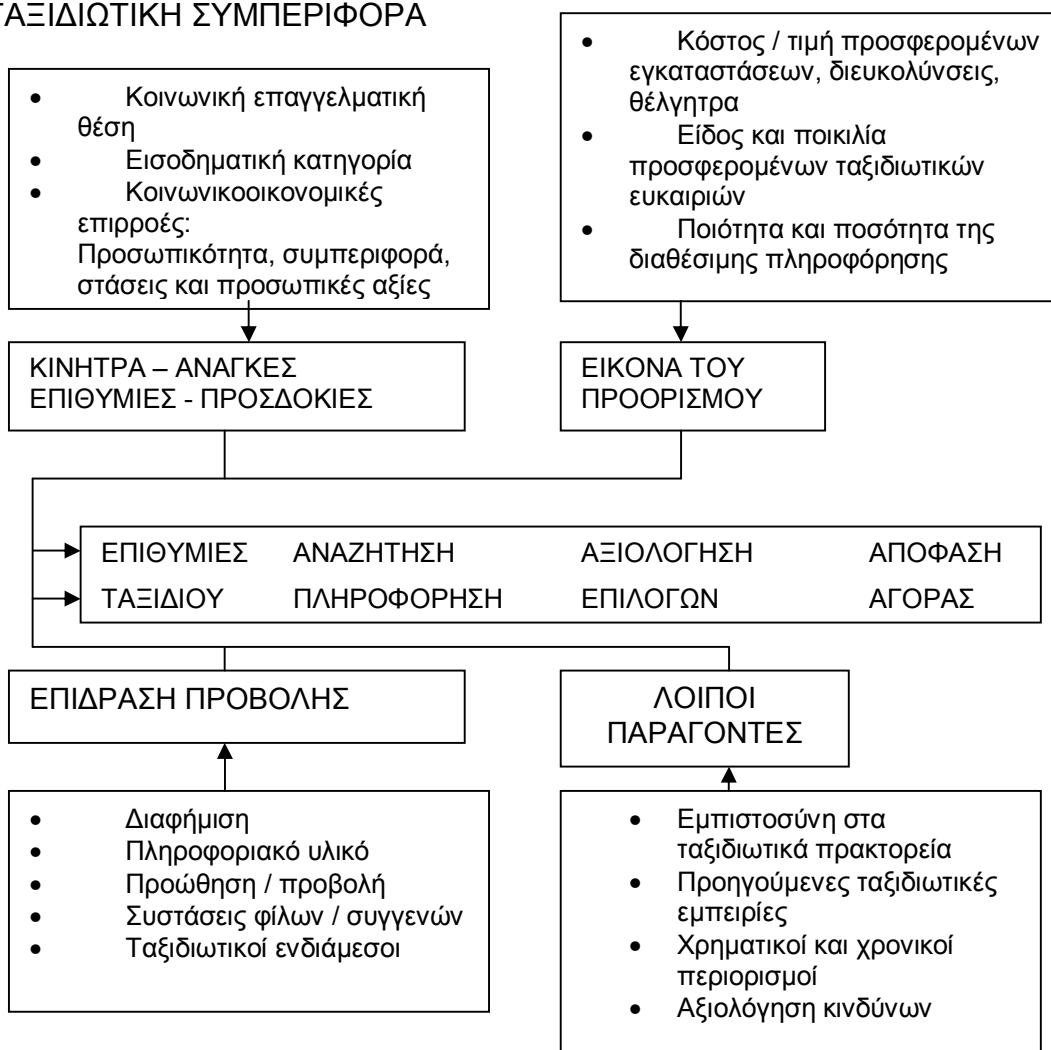 ΤΑΞΙΔΙΩΤΙΚΗ ΣΥΜΠΕΡΙΦΟΡΑ
• Κοινωνική επαγγελματική
θέση
• Εισοδηματική κατηγορία
• Κοινωνικοοικονομικές
επιρροές:
Προσωπικότητα, συμπεριφορά,
στάσεις και προσωπικές αξίες
• Κόστος / τιμή προσφερομένων
εγκαταστάσεων, διευκολύνσεις,
θέλγητρα
• Είδος και ποικιλία
προσφερομένων ταξιδιωτικών
ευκαιριών
• Ποιότητα και ποσότητα της
διαθέσιμης πληροφόρησης
ΚΙΝΗΤΡΑ – ΑΝΑΓΚΕΣ
ΕΠΙΘΥΜΙΕΣ - ΠΡΟΣΔΟΚΙΕΣ
ΕΙΚΟΝΑ ΤΟΥ
ΠΡΟΟΡΙΣΜΟΥ
ΕΠΙΘΥΜΙΕΣ ΑΝΑΖΗΤΗΣΗ ΑΞΙΟΛΟΓΗΣΗ ΑΠΟΦΑΣΗ
ΤΑΞΙΔΙΟΥ ΠΛΗΡΟΦΟΡΗΣΗ ΕΠΙΛΟΓΩΝ ΑΓΟΡΑΣ
ΕΠΙΔΡΑΣΗ ΠΡΟΒΟΛΗΣ
ΛΟΙΠΟΙ
ΠΑΡΑΓΟΝΤΕΣ
• Διαφήμιση
• Πληροφοριακό υλικό
• Προώθηση / προβολή
• Συστάσεις φίλων / συγγενών
• Ταξιδιωτικοί ενδιάμεσοι
• Εμπιστοσύνη στα
ταξιδιωτικά πρακτορεία
• Προηγούμενες ταξιδιωτικές
εμπειρίες
• Χρηματικοί και χρονικοί
περιορισμοί
• Αξιολόγηση κινδύνων